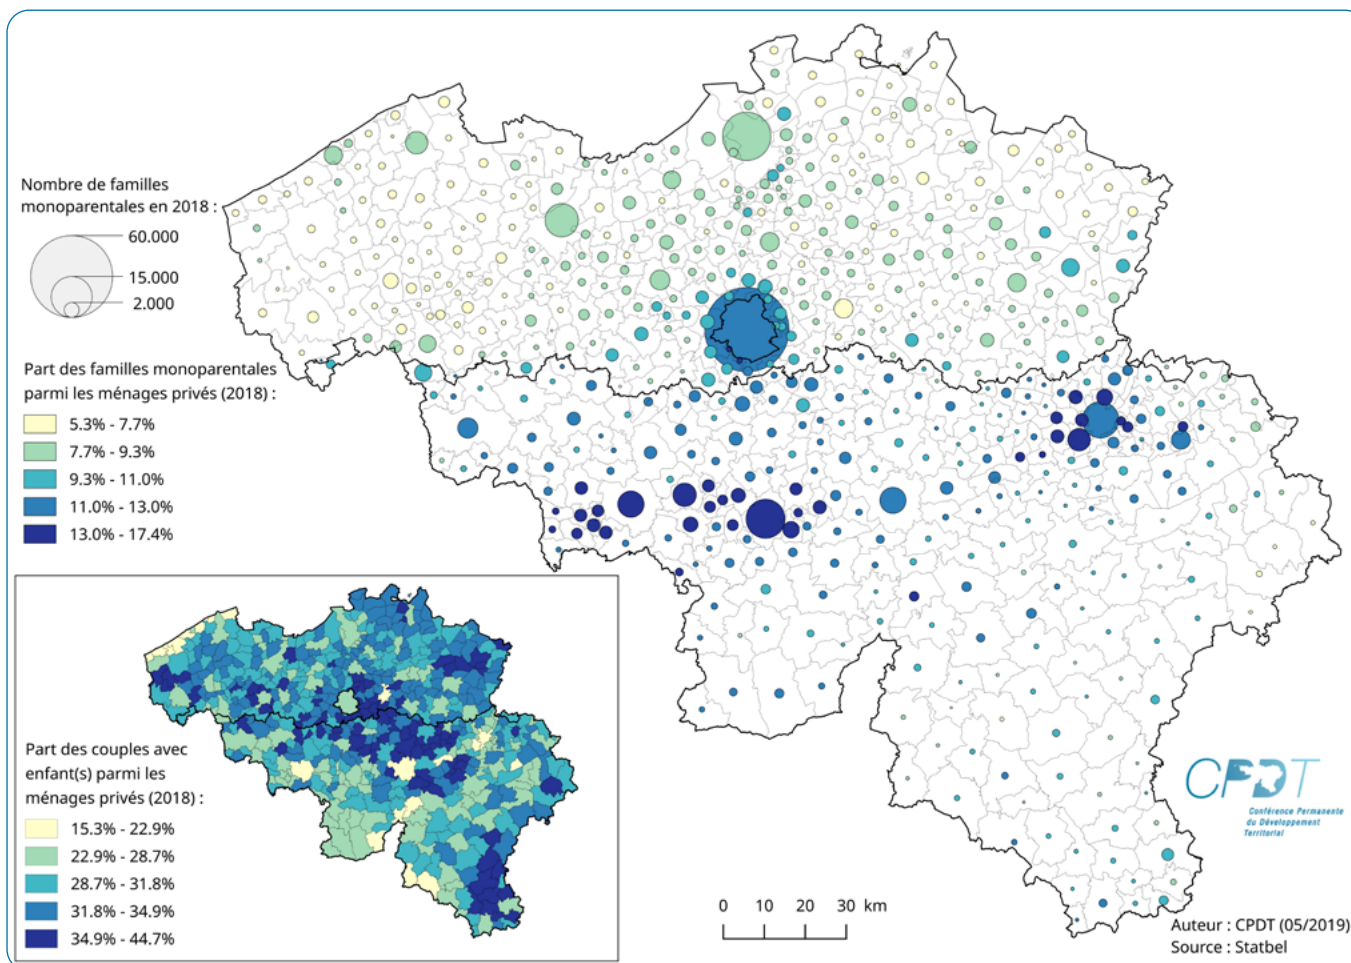 Nombre de familles
monoparentales en 2018 :
60.000
15.000
2.000
Part des familles monoparentales
parmi les ménages privés (2018) :
5.3% - 7.7%
7.7% - 9.3%
9.3% - 11.0%
11.0% - 13.0%
13.0% - 17.4%
Part des couples avec
enfant(s) parmi les
ménages privés (2018) :
15.3% - 22.9%
22.9% - 28.7%
28.7% - 31.8%
31.8% - 34.9%
34.9% - 44.7%
0 10 20 30 km
CPDT
Conférence Permanente
du Développement
Territorial
Auteur : CPDT (05/2019)
Source : Statbel